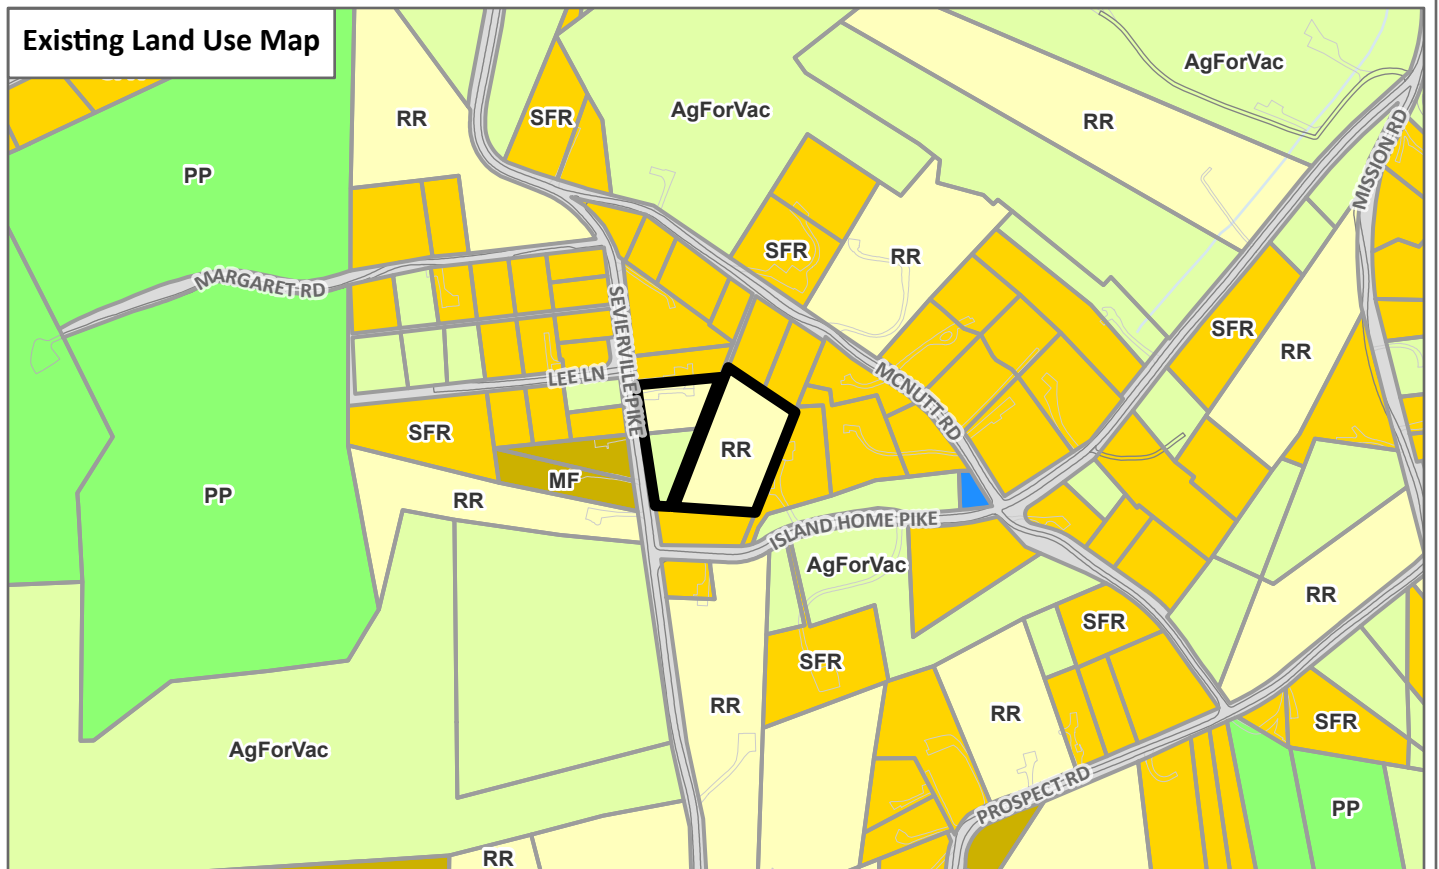 Existing Land Use Map
AgForVac
RR
SFR
AgForVac
RR
MISSION RD
PP
SFR
RR
MARGARET RD
SEVIERVILLE PIKE
SFR
RR
LEE LN
MCNUTT RD
SFR
RR
MF
RR
PP
ISLAND HOME PIKE
AgForVac
RR
SFR
SFR
RR
RR
SFR
AgForVac
PROSPECT RD
PP
RR